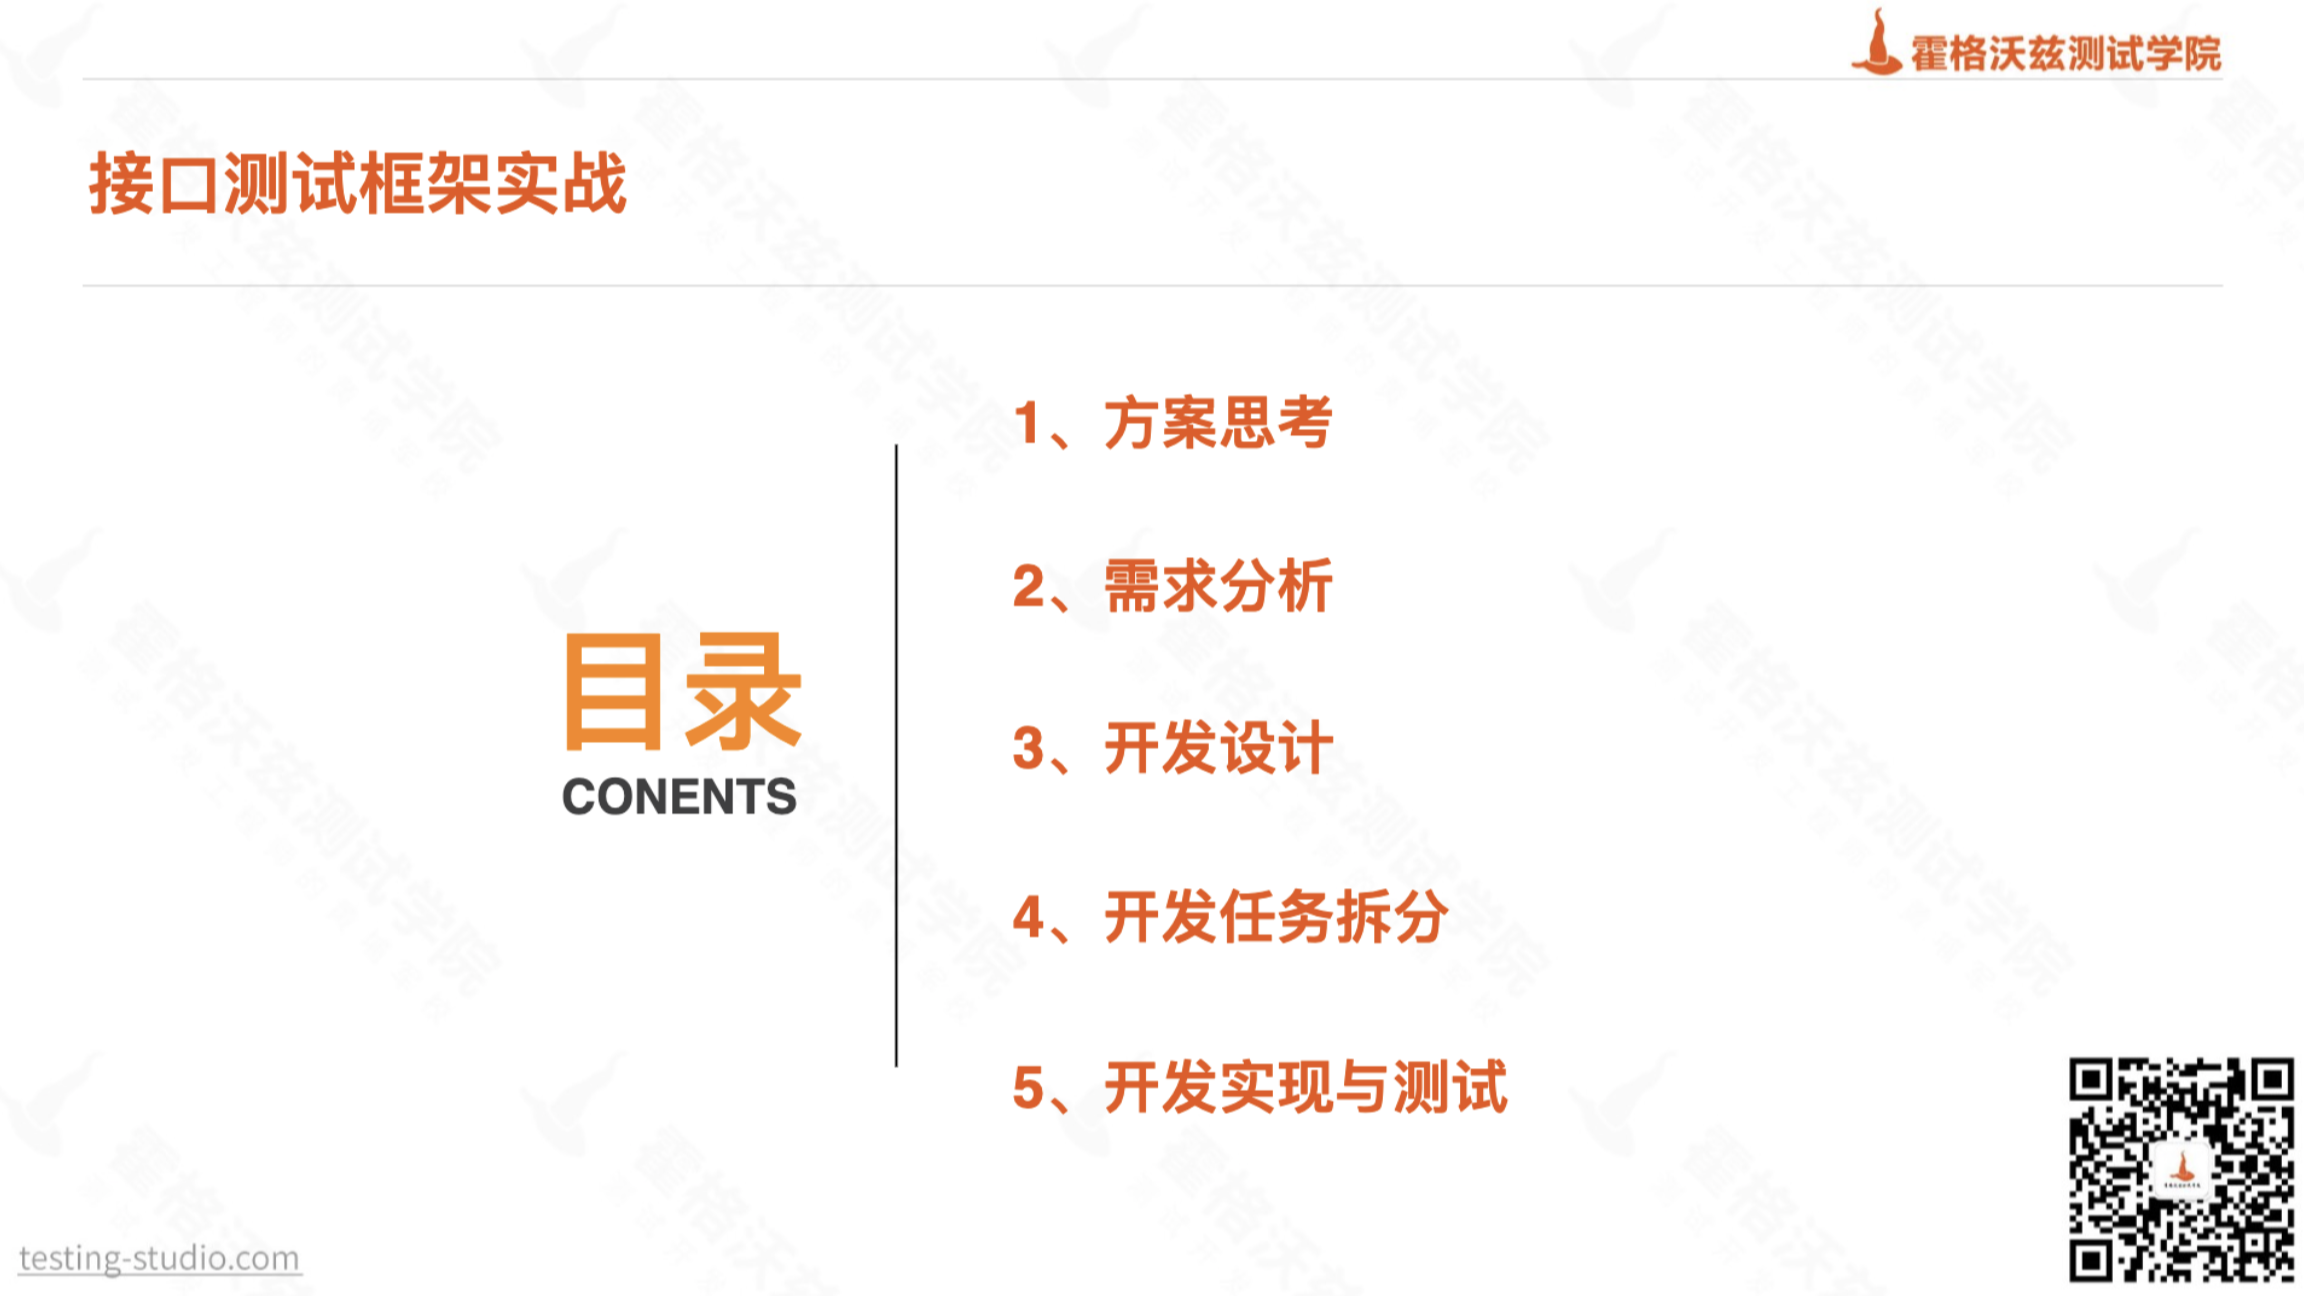 霍格沃兹测试学院
接口测试框架实战
目录
CONENTS
1、方案思考
2、需求分析
3、开发设计
4、开发任务拆分
5、开发实现与测试
testing-studio.com